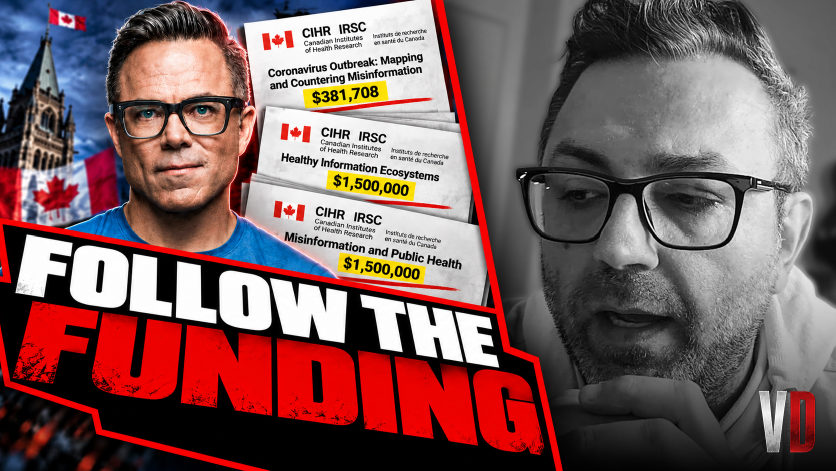 CIHR IRSC
Canadian Institutes of Health Research
Instituts de recherche en santé du Canada
Coronavirus Outbreak: Mapping
and Countering Misinformation
$381,708
CIHR IRSC
Canadian Institutes of Health Research
Instituts de recherche en santé du Canada
Healthy Information Ecosystems
$1,500,000
CIHR IRSC
Canadian Institutes of Health Research
Instituts de recherche en santé du Canada
Misinformation and Public Health
$1,500,000
FOLLOW THE
FUNDING
VD